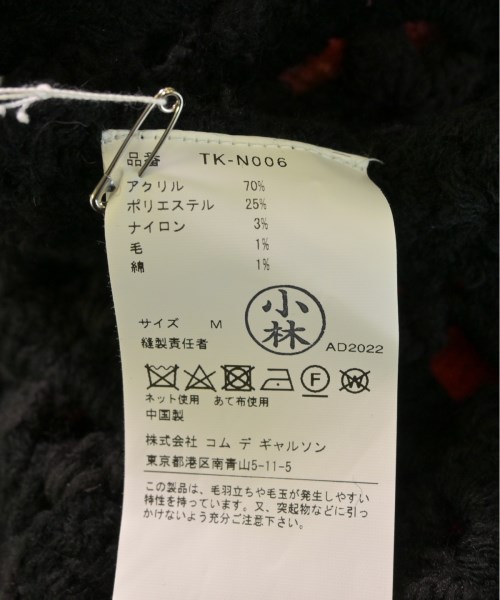 品番 TK-N006
アクリル 70%
ポリエステル 25%
ナイロン 3%
毛 1%
綿 1%
小林
サイズ M
縫製責任者 AD2022
F W
ネット使用 あて布使用
中国製
株式会社 コム デ ギャルソン
東京都港区南青山5-11-5
この製品は、毛羽立ちや毛玉が発生しやすい
特性を持っています。又、突起物などに引っ
かけないよう充分ご注意下さい。